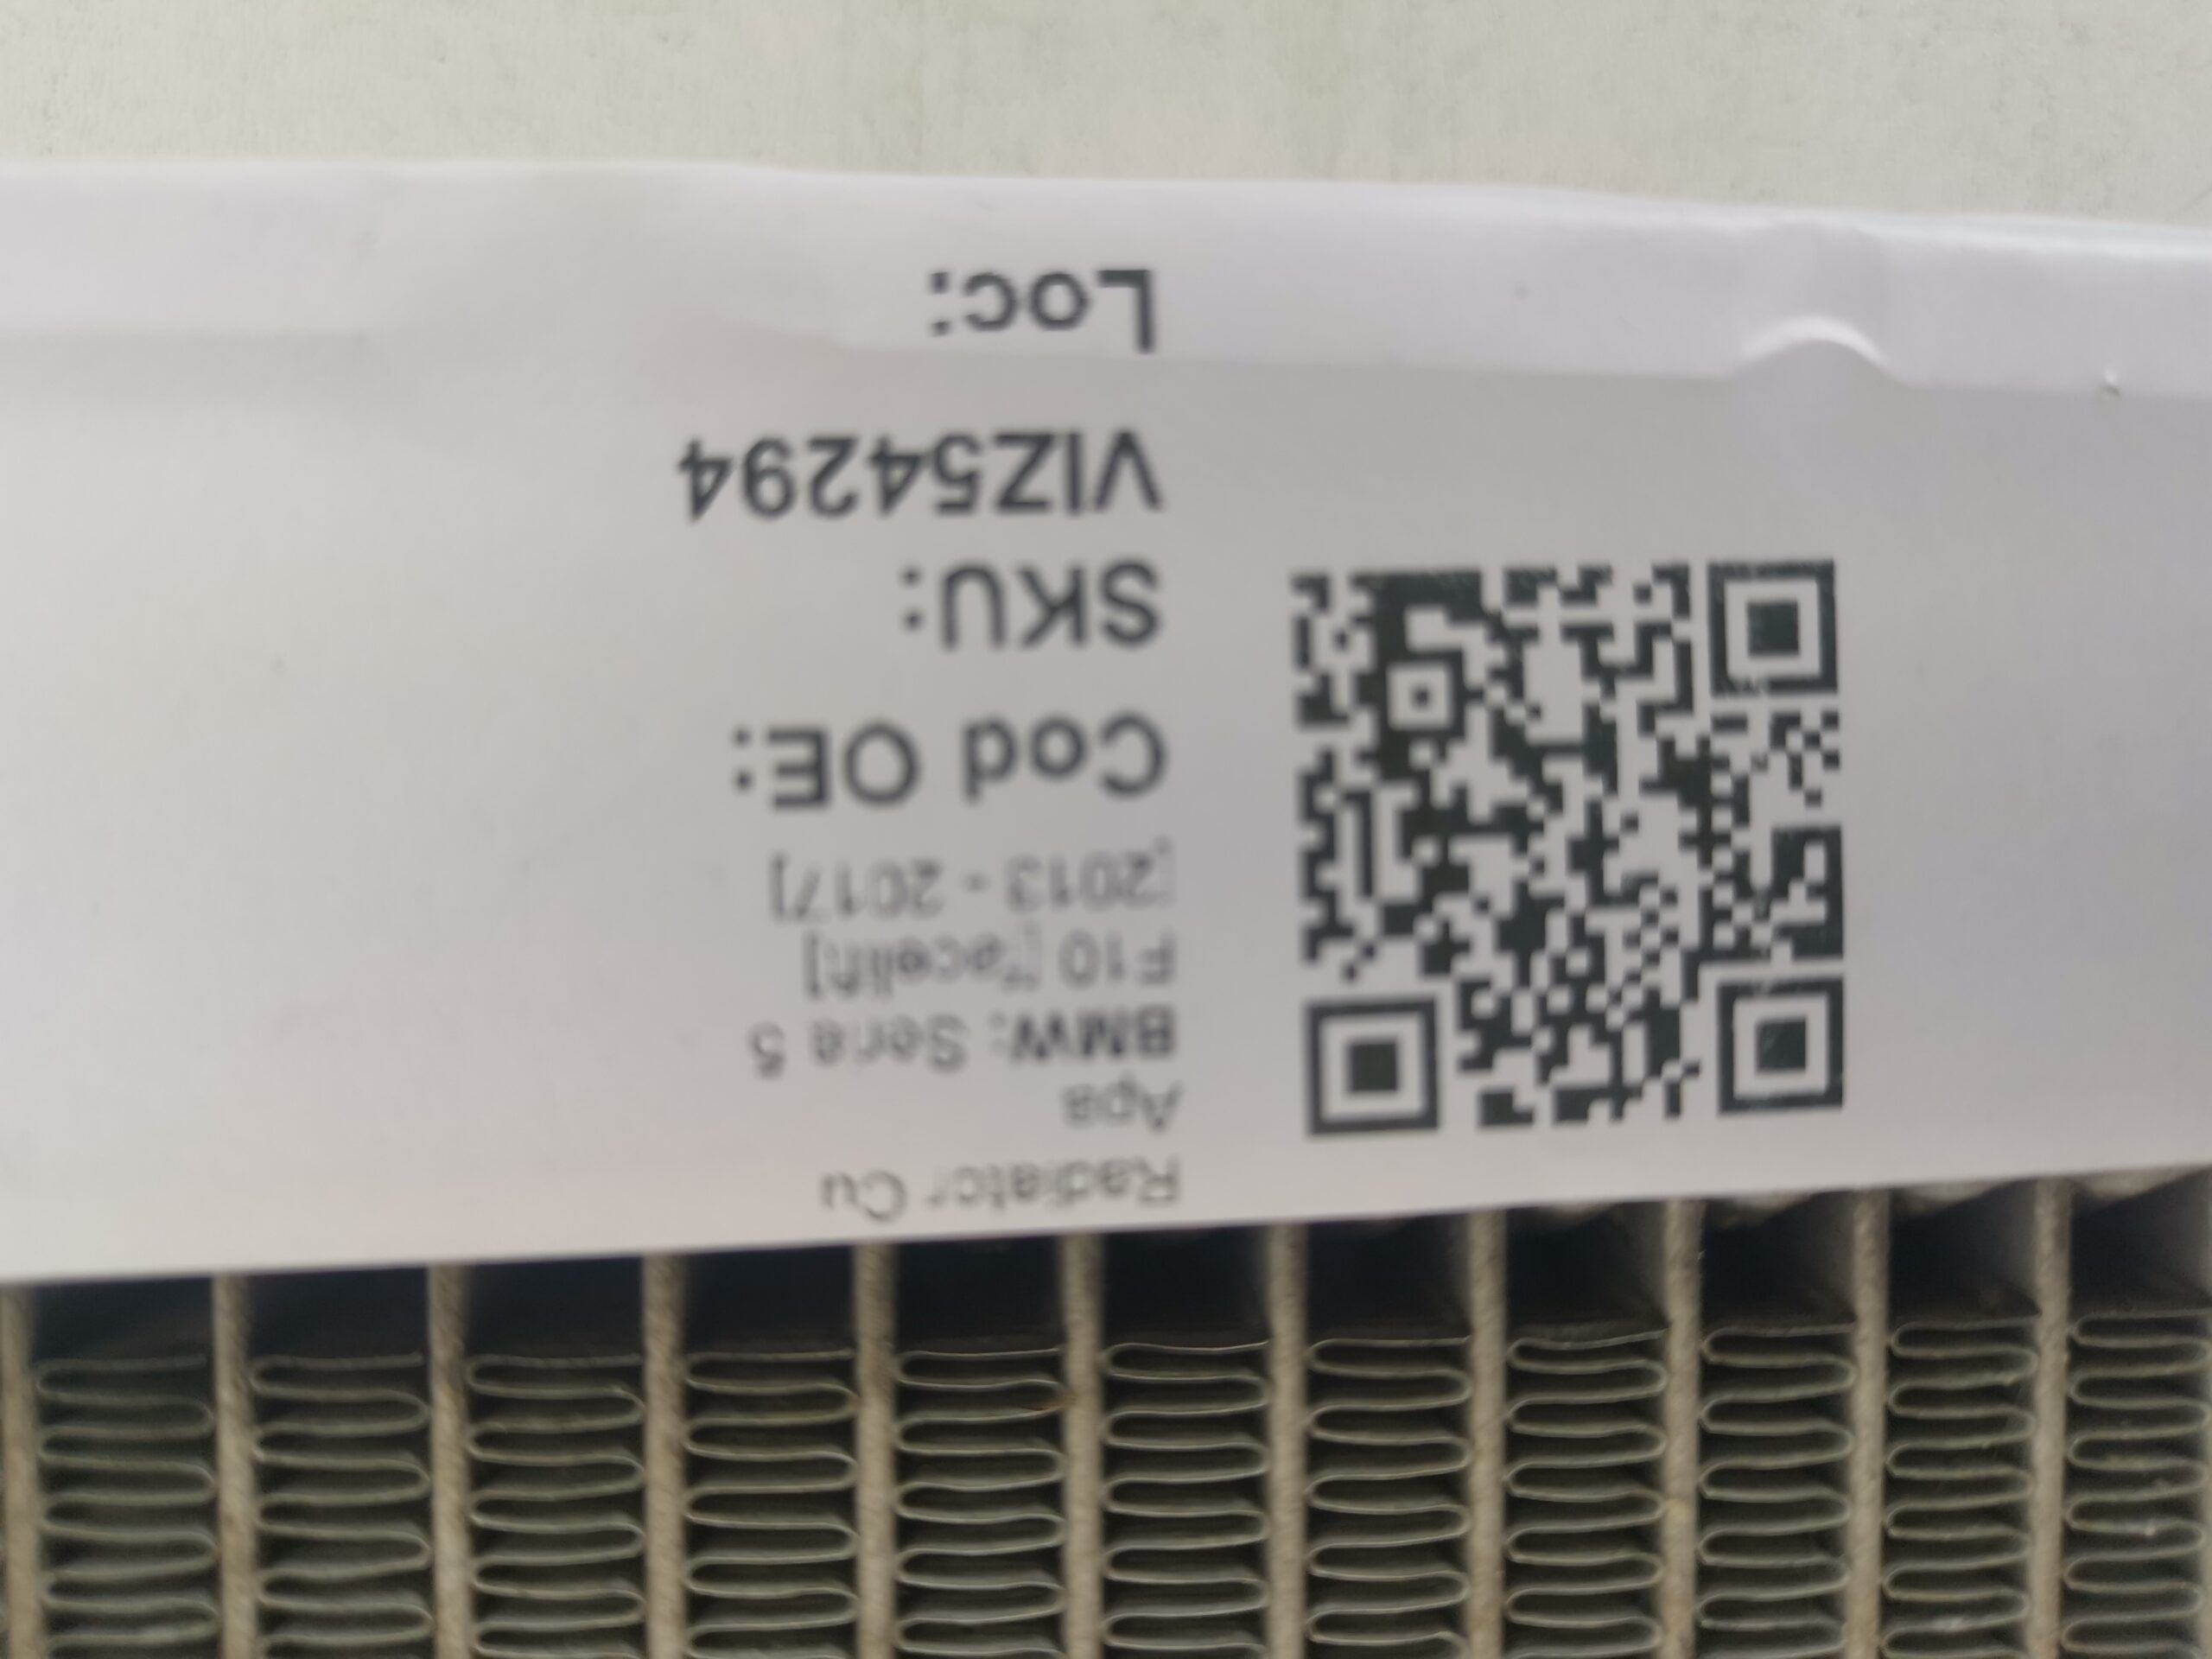 Radiator Cu
Apa
BMW: Seria 5
F10 [facelift]
[2013 - 2017]
Cod OE:
SKU:
VIZ54294
Loc: